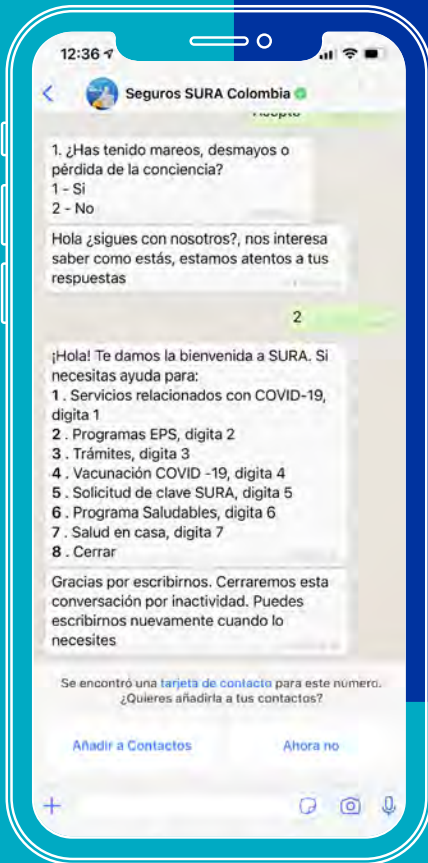 12:36
Seguros SURA Colombia
1. ¿Has tenido mareos, desmayos o
pérdida de la conciencia?
1 - Si
2 - No
Hola ¿sigues con nosotros?, nos interesa
saber como estás, estamos atentos a tus
respuestas
2
¡Hola! Te damos la bienvenida a SURA. Si
necesitas ayuda para:
1 . Servicios relacionados con COVID-19,
digita 1
2 . Programas EPS, digita 2
3 . Trámites, digita 3
4 . Vacunación COVID -19, digita 4
5 . Solicitud de clave SURA, digita 5
6 . Programa Saludables, digita 6
7 . Salud en casa, digita 7
8 . Cerrar
Gracias por escribirnos. Cerraremos esta
conversación por inactividad. Puedes
escribirnos nuevamente cuando lo
necesites
Se encontró una tarjeta de contacto para este número.
¿Quieres añadirla a tus contactos?
Añadir a Contactos
Ahora no